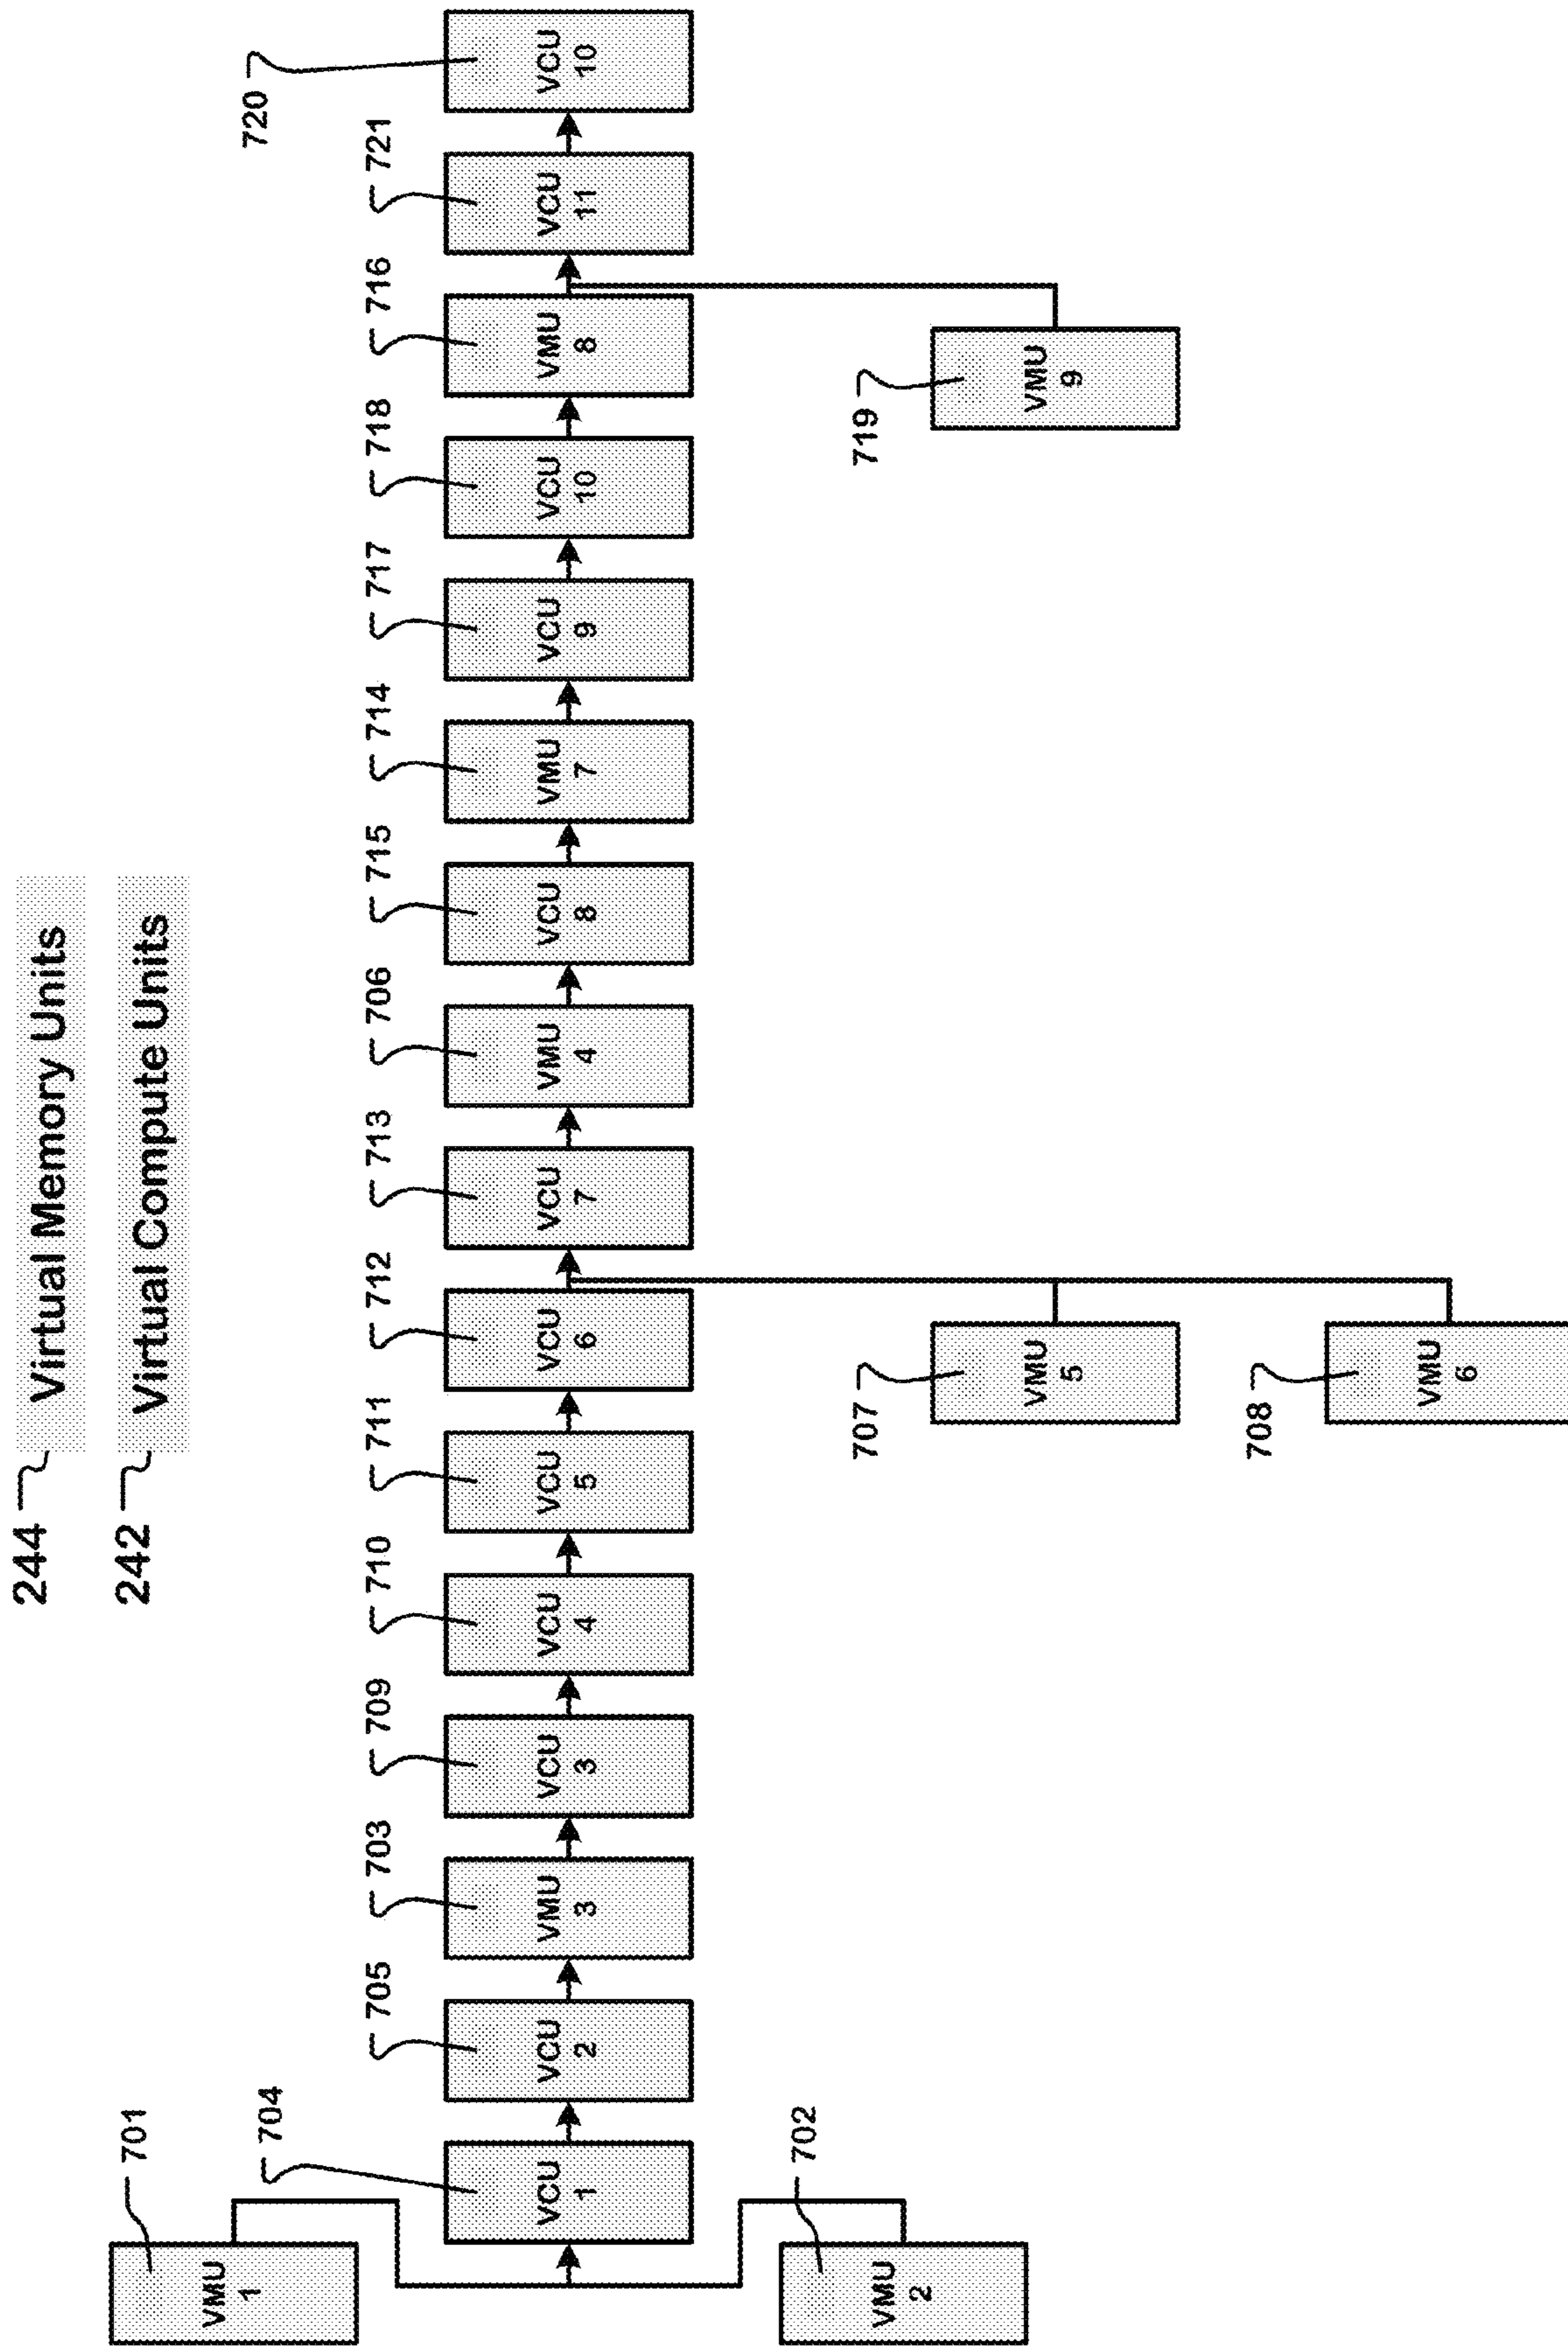 244 Virtual Memory Units
242 Virtual Compute Units
701
VMU
1
704
VCU
1
702
VMU
2
705
VCU
2
703
VMU
3
709
VCU
3
710
VCU
4
711
VCU
5
712
VCU
6
707
VMU
5
708
VMU
6
713
VCU
7
706
VMU
4
715
VCU
8
714
VMU
7
717
VCU
9
718
VCU
10
716
VMU
8
719
VMU
9
721
VCU
11
720
VCU
10